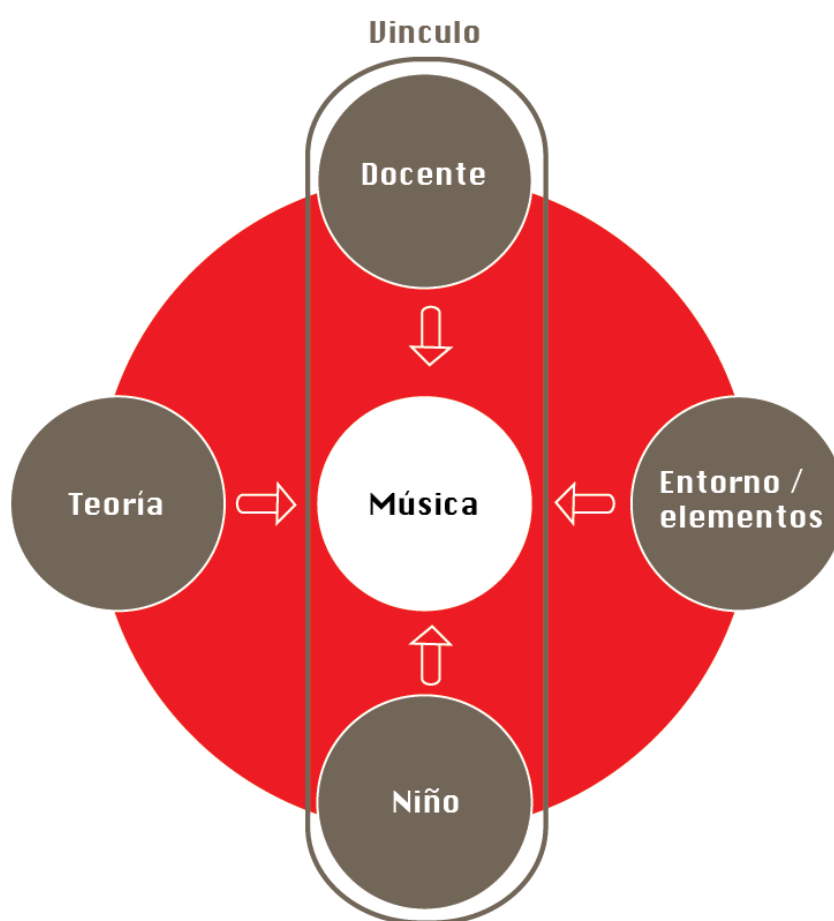 Vinculo
Docente
Teoría
Música
Entorno /
elementos
Niño